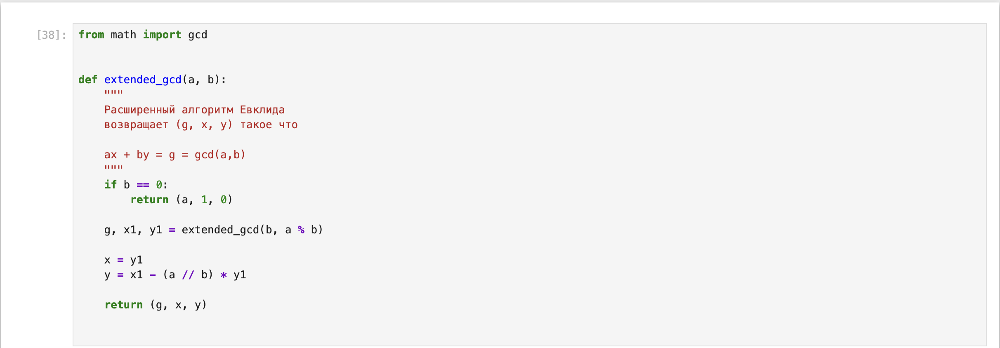 [38]: from math import gcd
def extended_gcd(a, b):
    """
    Расширенный алгоритм Евклида
    возвращает (g, x, y) такое что
    ax + by = g = gcd(a,b)
    """
    if b == 0:
        return (a, 1, 0)
    g, x1, y1 = extended_gcd(b, a % b)
    x = y1
    y = x1 - (a // b) * y1
    return (g, x, y)